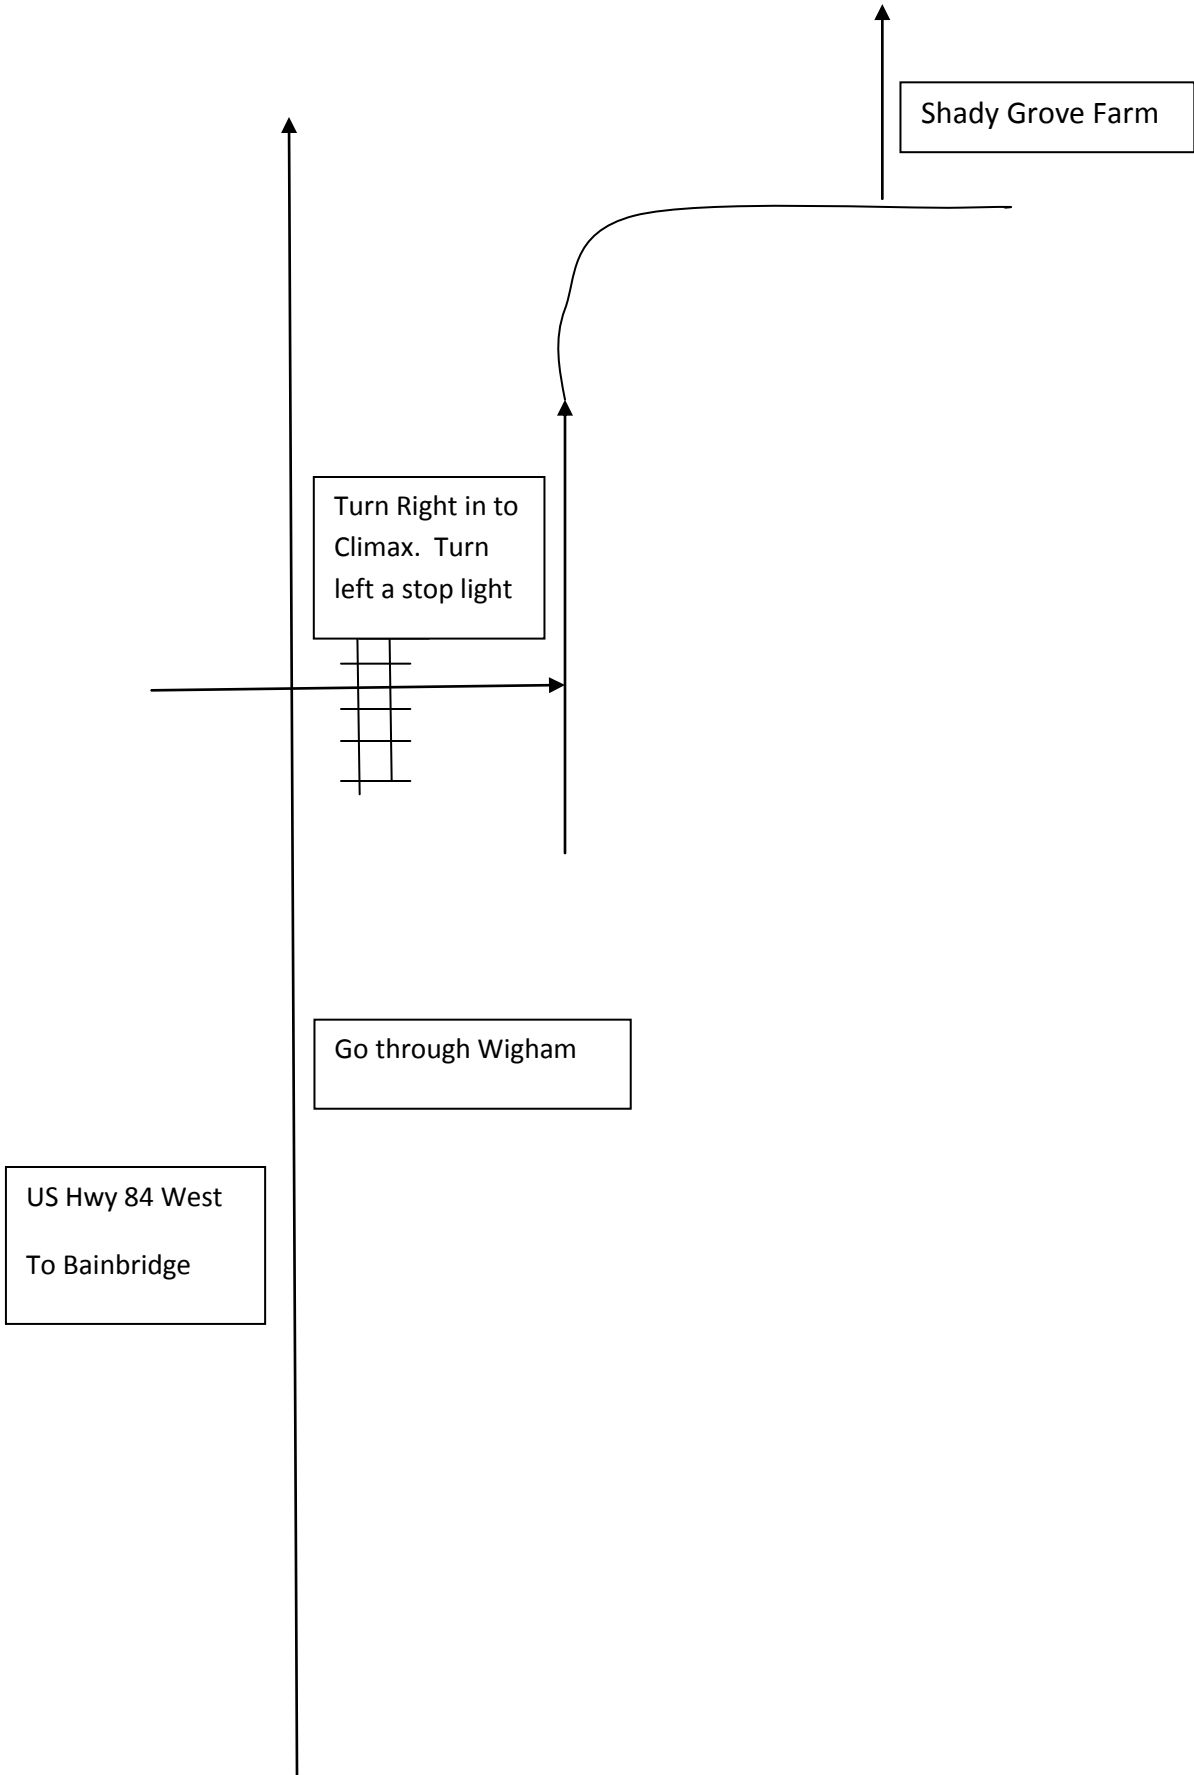 Shady Grove Farm
Turn Right in to
Climax.  Turn
left a stop light
Go through Wigham
US Hwy 84 West
To Bainbridge